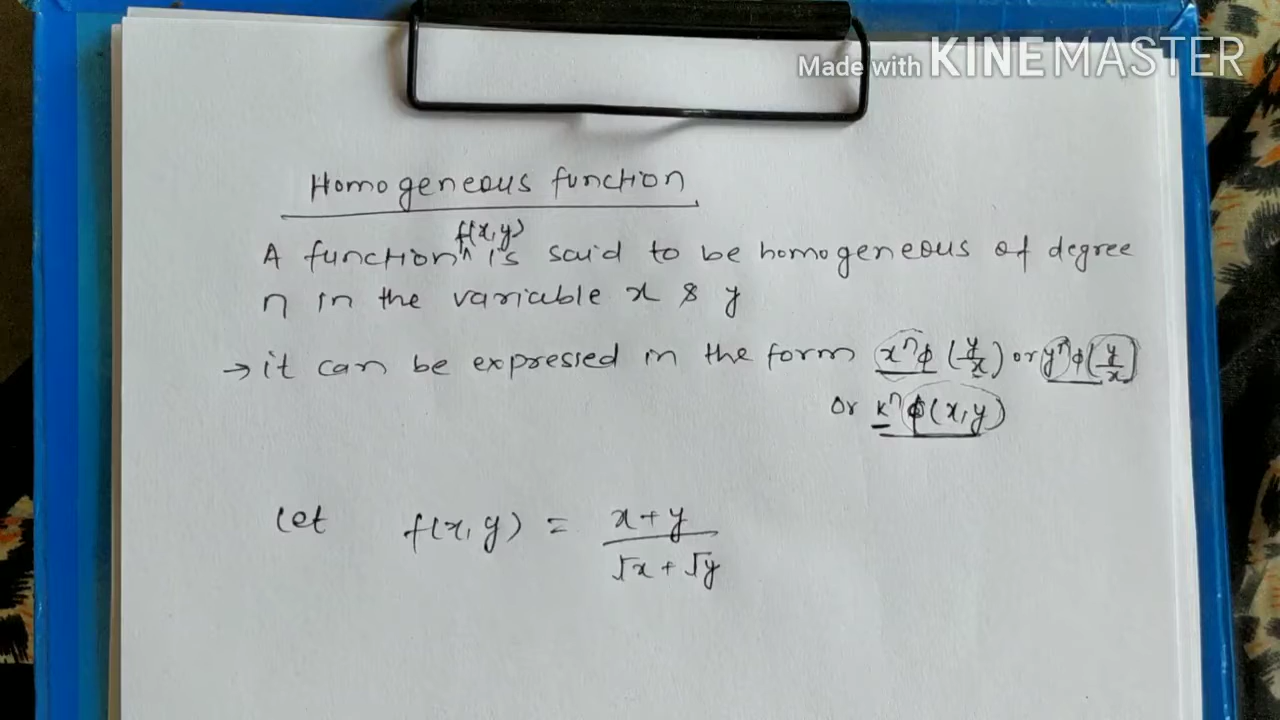 Made with KINEMASTER
Homogeneous function
A function f(x,y) is said to be homogeneous of degree
n in the variable x & y
→ it can be expressed in the form xⁿϕ(y/x) or yⁿϕ(y/x]
or kⁿϕ(x,y)
let f(x,y) = x+y / √x+√y